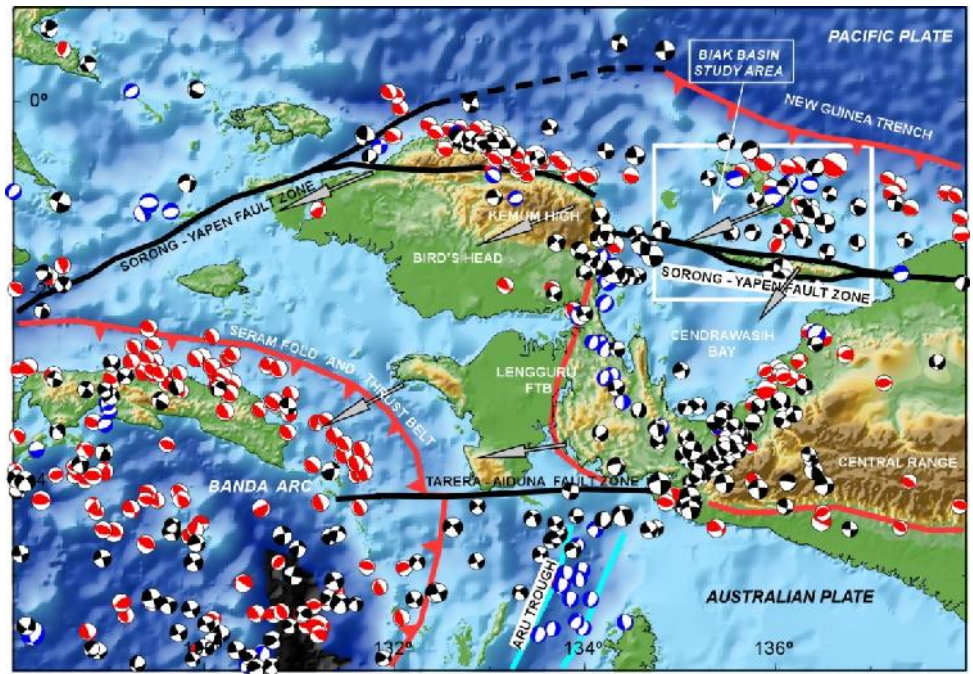 PACIFIC PLATE
BIAK BASIN
STUDY AREA
0°
NEW GUINEA TRENCH
SORONG - YAPEN FAULT ZONE
KEMUM HIGH
BIRD'S HEAD
SORONG - YAPEN FAULT ZONE
SERAM FOLD AND THRUST BELT
CENDRAWASIH
BAY
LENGGURU
FTB
CENTRAL RANGE
BANDA ARC
TARERA - AIDUNA FAULT ZONE
ARU TROUGH
AUSTRALIAN PLATE
132°
134°
136°